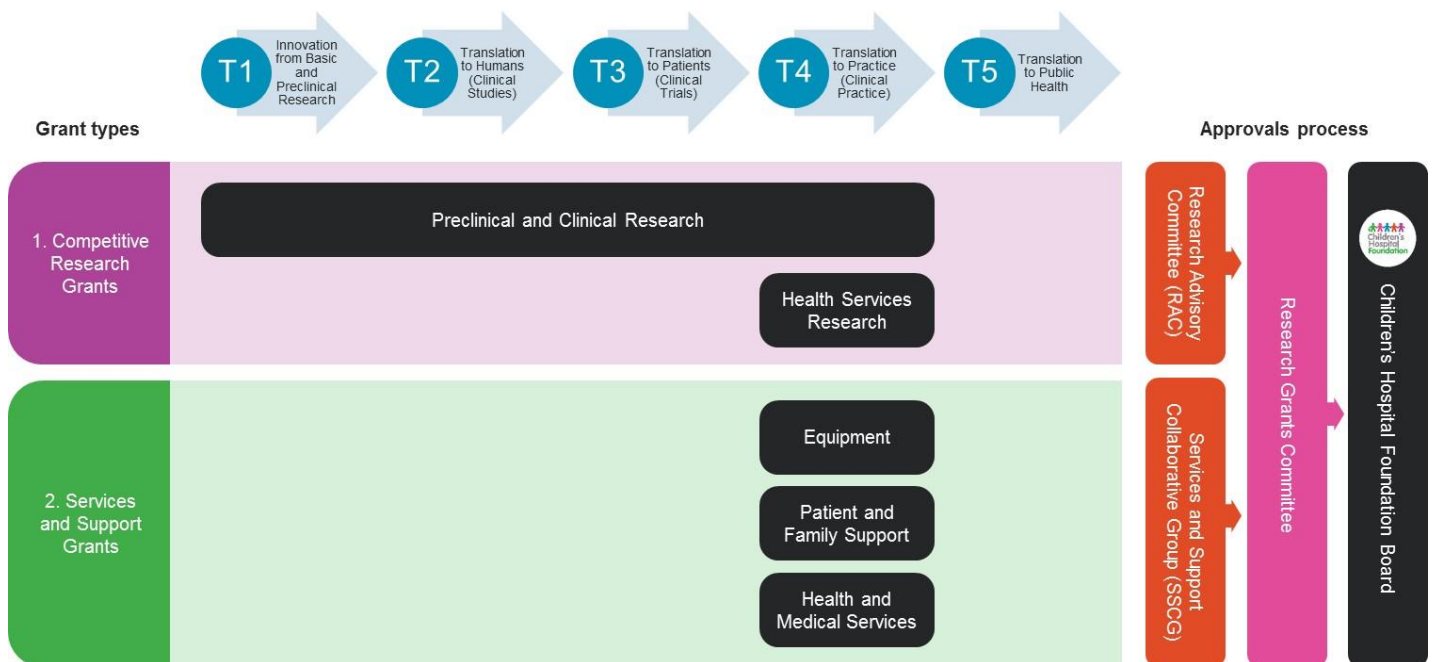 T1
Innovation
from Basic
and
Preclinical
Research
T2
Translation
to Humans
(Clinical
Studies)
T3
Translation
to Patients
(Clinical
Trials)
T4
Translation
to Practice
(Clinical
Practice)
T5
Translation
to Public
Health
Grant types
Approvals process
1. Competitive
Research
Grants
Preclinical and Clinical Research
Health Services
Research
2. Services
and Support
Grants
Equipment
Patient and
Family Support
Health and
Medical Services
Research Advisory
Committee (RAC)
Services and Support
Collaborative Group (SSCG)
Research Grants Committee
Children's
Hospital
Foundation
Children's Hospital Foundation Board